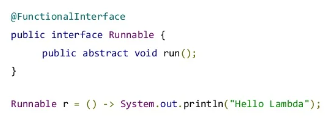 @FunctionalInterface
public interface Runnable {
public abstract void run();
}
Runnable r = () -> System.out.println("Hello Lambda");